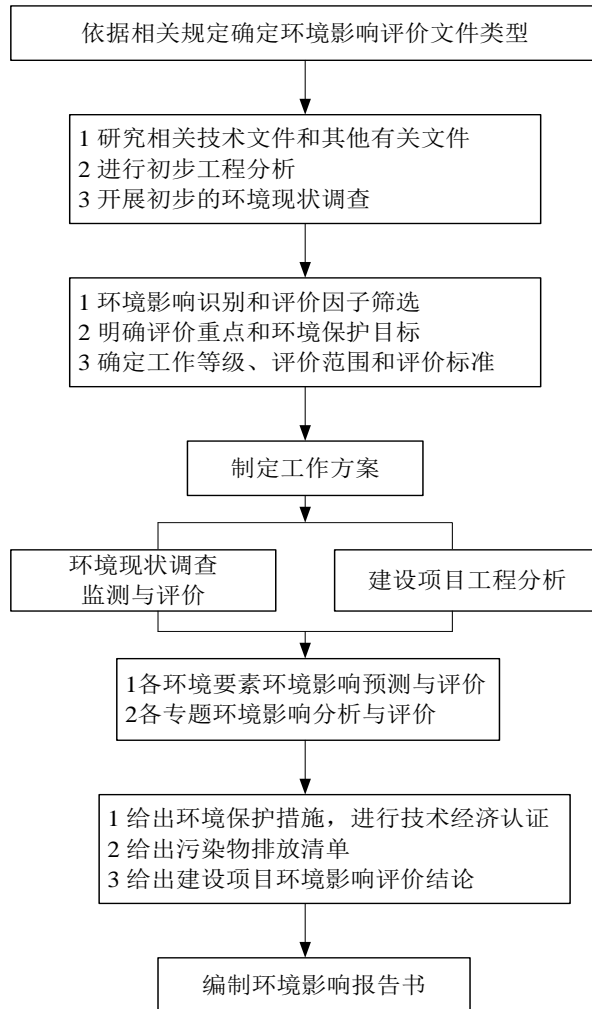 依据相关规定确定环境影响评价文件类型
1 研究相关技术文件和其他有关文件
2 进行初步工程分析
3 开展初步的环境现状调查
1 环境影响识别和评价因子筛选
2 明确评价重点和环境保护目标
3 确定工作等级、评价范围和评价标准
制定工作方案
环境现状调查
监测与评价
建设项目工程分析
1各环境要素环境影响预测与评价
2各专题环境影响分析与评价
1 给出环境保护措施，进行技术经济认证
2 给出污染物排放清单
3 给出建设项目环境影响评价结论
编制环境影响报告书